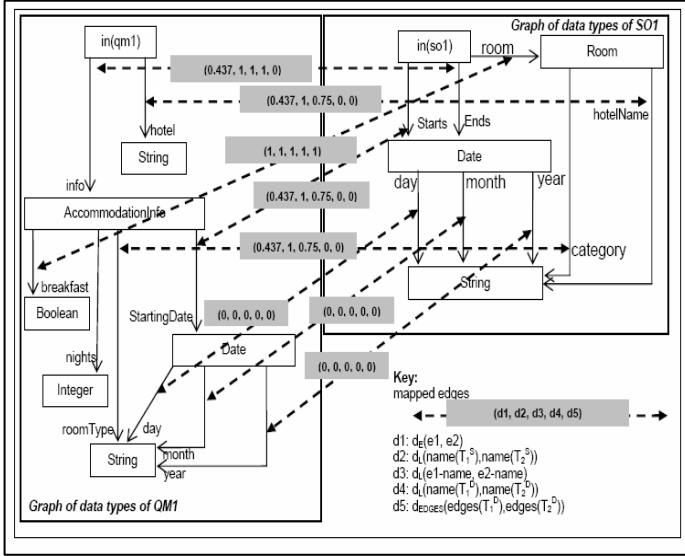 Graph of data types of SO1
in(qm1)
in(so1)
room
Room
(0.437, 1, 1, 1, 0)
(0.437, 1, 0.75, 0, 0)
hotelName
hotel
Starts
Ends
String
(1, 1, 1, 1, 1)
Date
info
day
month
year
(0.437, 1, 0.75, 0, 0)
AccommodationInfo
(0.437, 1, 0.75, 0, 0)
category
breakfast
String
Boolean
StartingDate
(0, 0, 0, 0, 0)
(0, 0, 0, 0, 0)
nights
Date
(0, 0, 0, 0, 0)
Integer
Key:
mapped edges
(d1, d2, d3, d4, d5)
roomType
day
month
String
year
d1: dE(e1, e2)
d2: dL(name(T1S),name(T2S))
d3: dL(e1-name, e2-name)
d4: dL(name(T1D),name(T2D))
d5: dEDGES(edges(T1D),edges(T2D))
Graph of data types of QM1